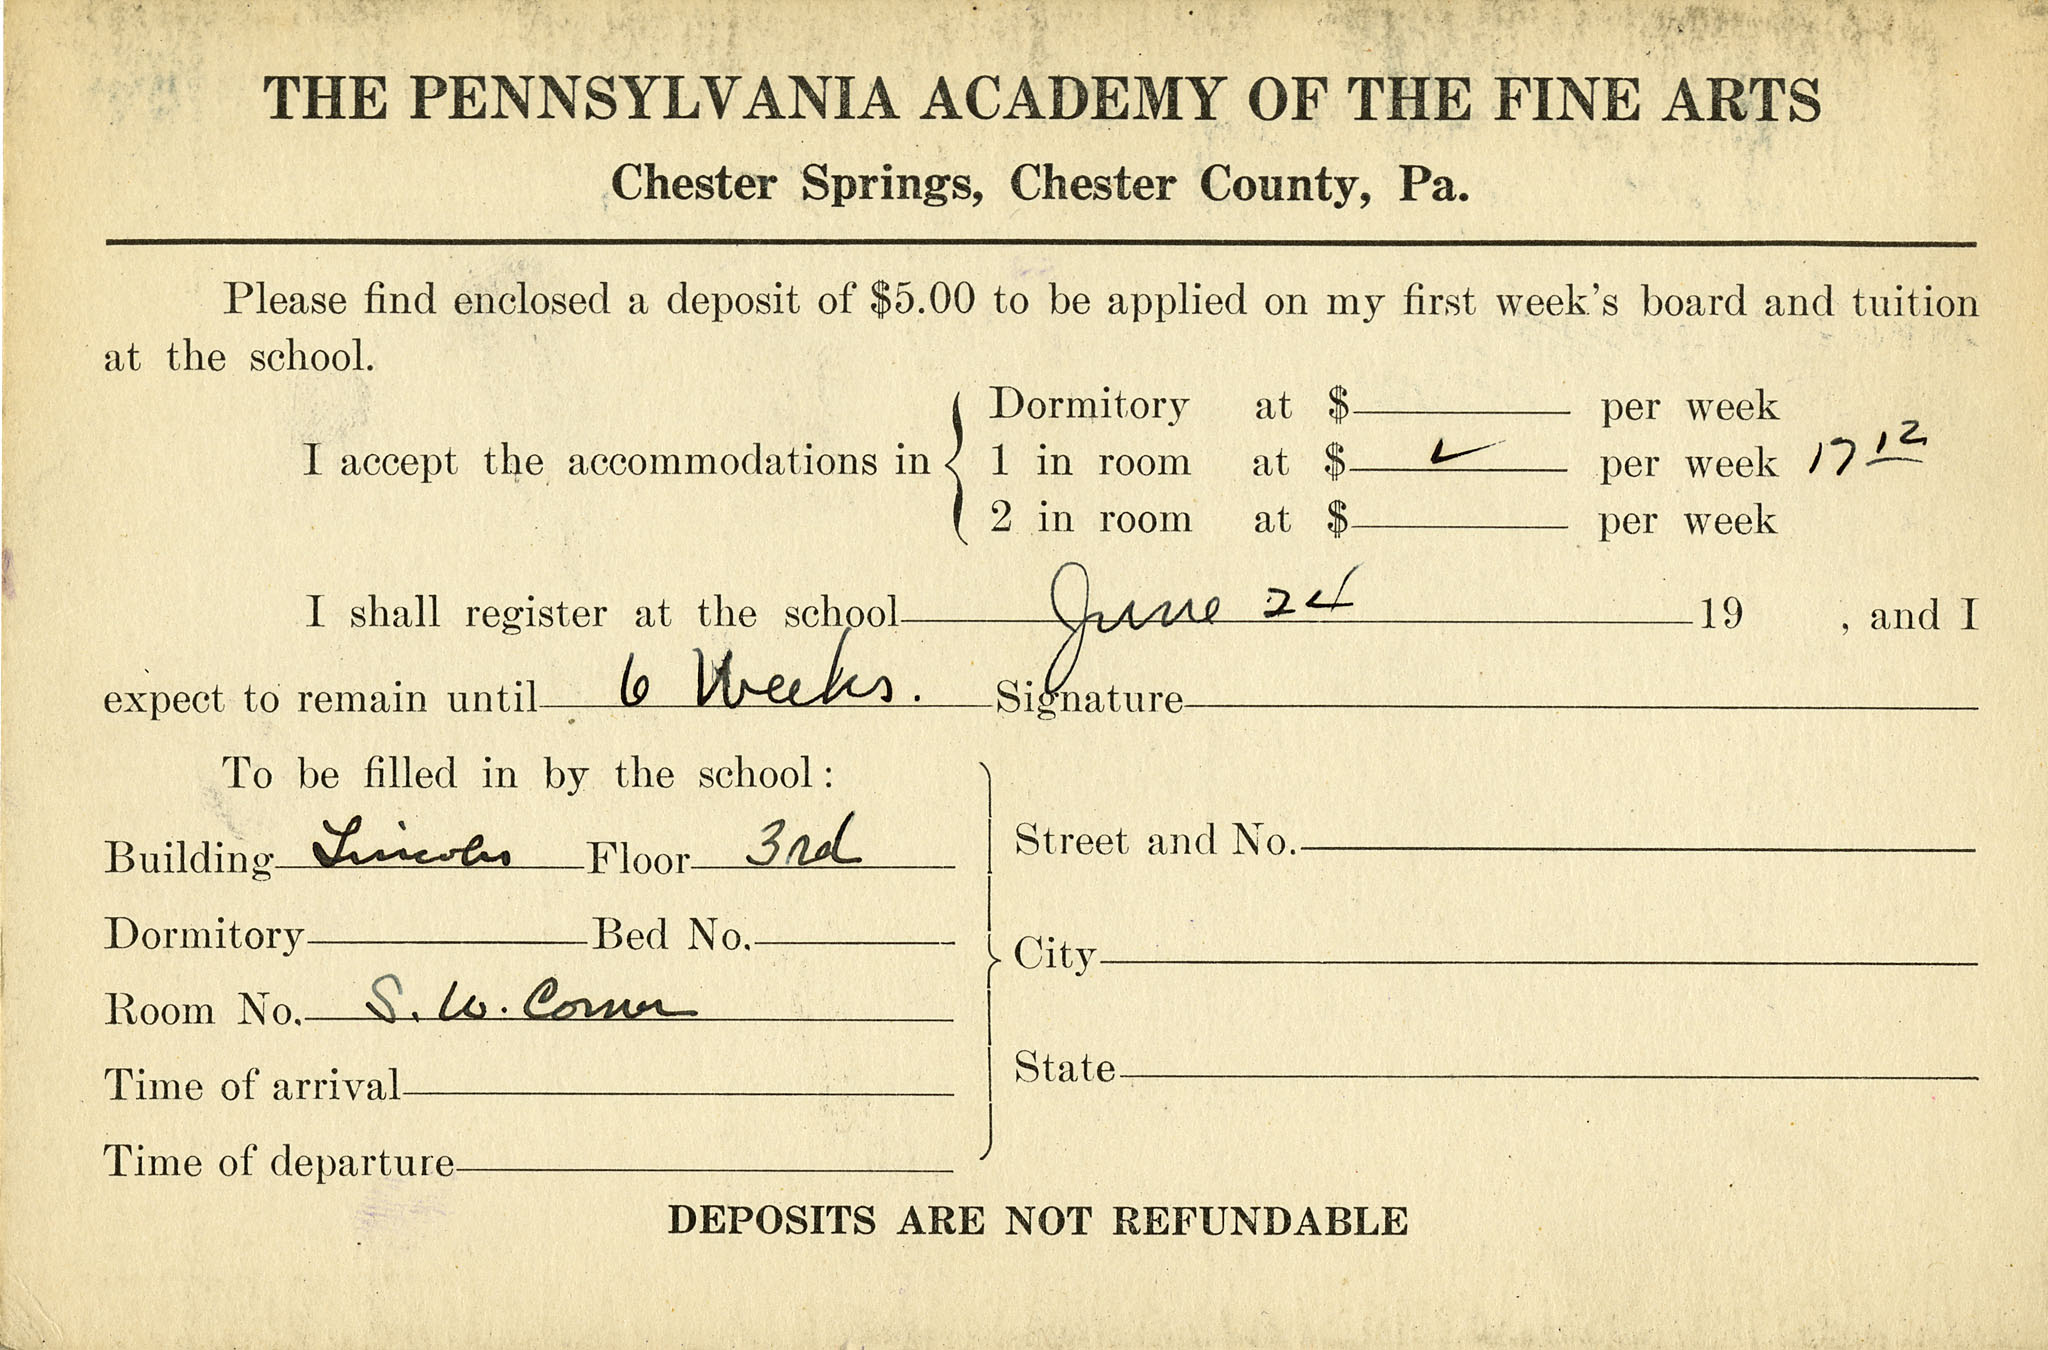 THE PENNSYLVANIA ACADEMY OF THE FINE ARTS
Chester Springs, Chester County, Pa.
Please find enclosed a deposit of $5.00 to be applied on my first week's board and tuition
at the school.
I accept the accommodations in
Dormitory at $ per week
1 in room at $ ✓ per week 17 12
2 in room at $ per week
I shall register at the school June 24 19 , and I
expect to remain until 6 Weeks. Signature
To be filled in by the school:
Building Lincoln Floor 3rd
Dormitory Bed No.
Room No. S. W. Corner
Time of arrival
Time of departure
Street and No.
City
State
DEPOSITS ARE NOT REFUNDABLE